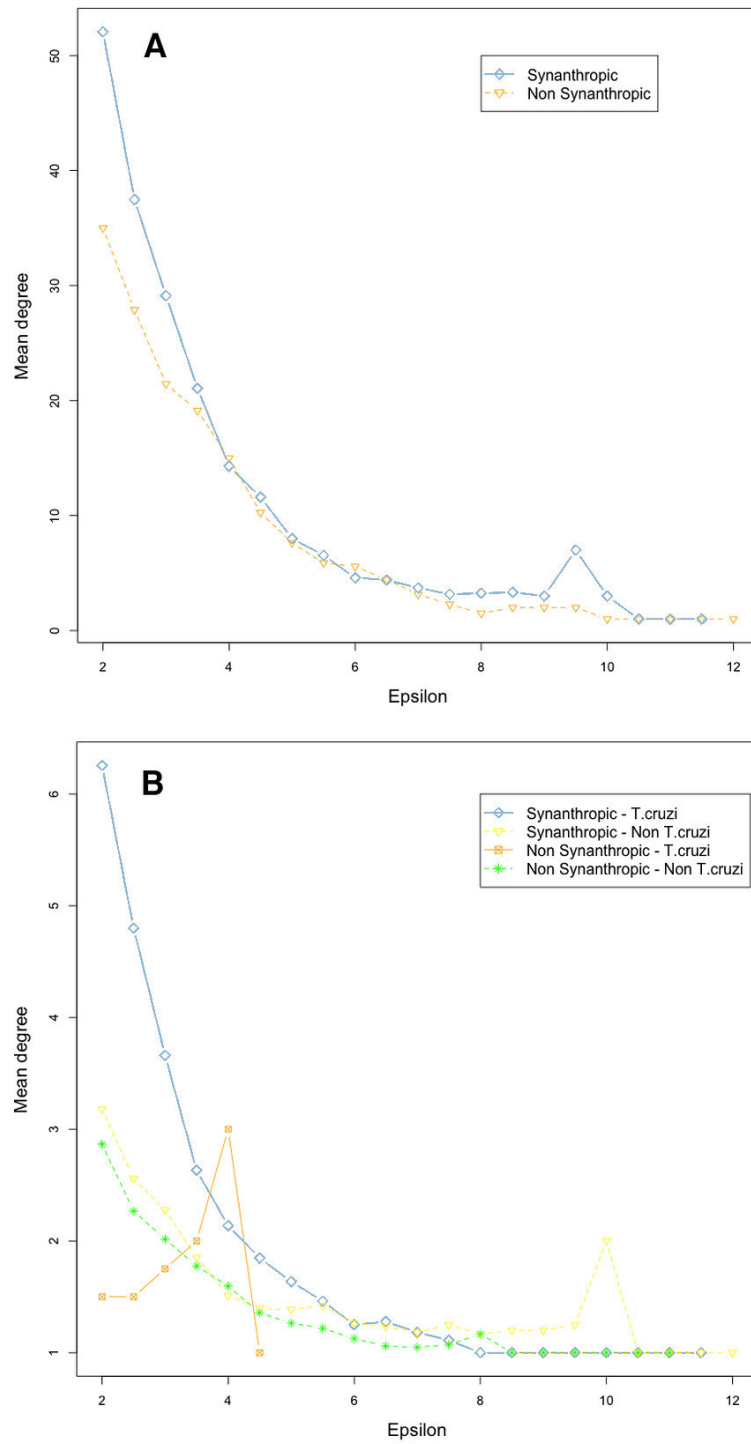 A
Synanthropic
Non Synanthropic
50
40
30
20
10
0
Mean degree
2 4 6 8 10 12
Epsilon
B
Synanthropic - T.cruzi
Synanthropic - Non T.cruzi
Non Synanthropic - T.cruzi
Non Synanthropic - Non T.cruzi
6
5
4
3
2
1
Mean degree
2 4 6 8 10 12
Epsilon